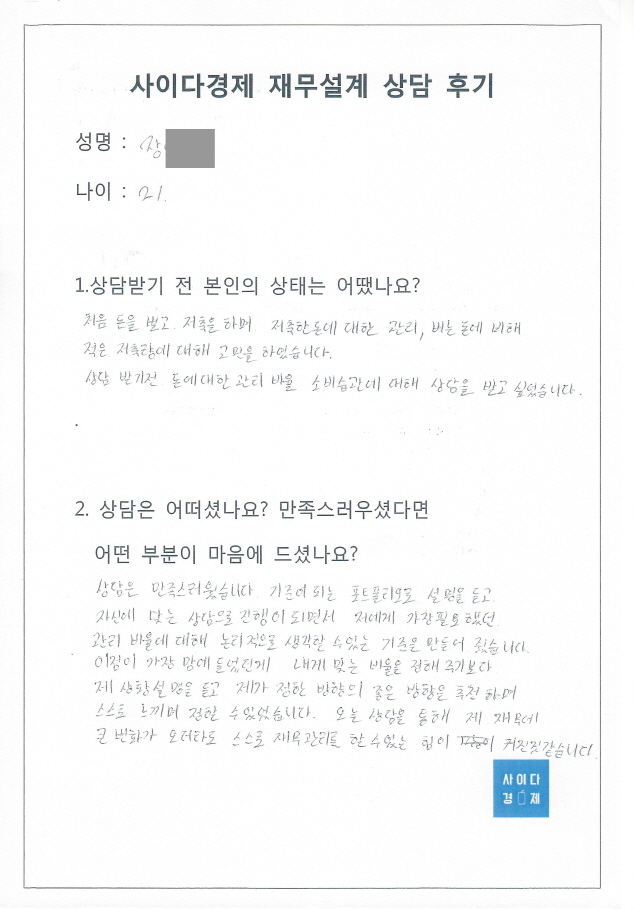 사이다경제 재무설계 상담 후기
성명 : 장
나이 : 21.
1.상담받기 전 본인의 상태는 어땠나요?
처음 돈을 벌고 저축을 하며 저축한돈에 대한 관리, 버는 돈에 비해
적은 저축량에 대해 고민을 하였습니다.
상담 받기전 돈에대한 관리 비율 소비습관에 대해 상담을 받고 싶었습니다.
2. 상담은 어떠셨나요? 만족스러우셨다면
어떤 부분이 마음에 드셨나요?
상담은 만족스러웠습니다. 기준이 되는 포트폴리오로 설명을 듣고
자신에 맞는 상담으로 진행이 되면서 저에게 가장필요했던
관리 비율에 대해 논리적으로 생각할 수있는 기준을 만들어 줬습니다.
이점이 가장 맘에 들었던게 내게 맞는 비율을 정해 주기보다
제 상황설명을 듣고 제가 정한 방향의 좋은 방향을 추천 하며
스스로 느끼며 정할 수있었습니다. 오늘 상담을 통해 제 재무에
큰 변화가 오더라도 스스로 재무관리를 할수있는 힘이 커진것같습니다
사이다
경제